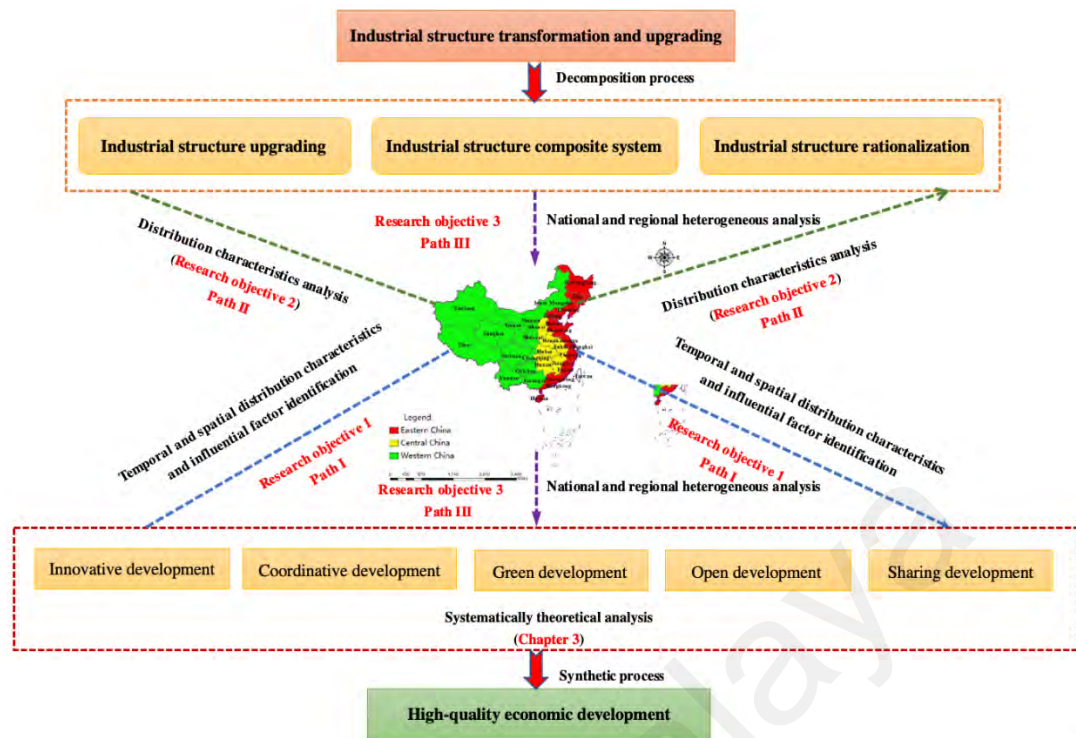 Industrial structure transformation and upgrading
Decomposition process
Industrial structure upgrading
Industrial structure composite system
Industrial structure rationalization
Research objective 3
Path III
National and regional heterogeneous analysis
Distribution characteristics analysis
(Research objective 2)
Path II
Distribution characteristics analysis
(Research objective 2)
Path II
N
W
E
S
Temporal and spatial distribution characteristics
and influential factor identification
Research objective 1
Path I
Temporal and spatial distribution characteristics
and influential factor identification
Research objective 1
Path I
Legend
Eastern China
Central China
Western China
Research objective 3
Path III
National and regional heterogeneous analysis
Innovative development
Coordinative development
Green development
Open development
Sharing development
Systematically theoretical analysis
(Chapter 3)
Synthetic process
High-quality economic development